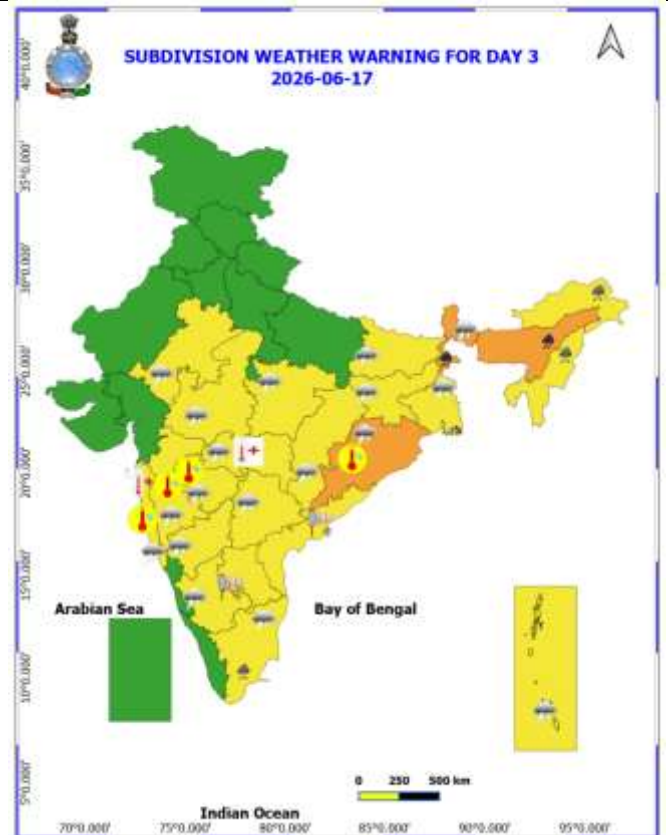 SUBDIVISION WEATHER WARNING FOR DAY 3
2026-06-17
40°0.000'
35°0.000'
30°0.000'
25°0.000'
20°0.000'
15°0.000'
10°0.000'
5°0.000'
Arabian Sea
Bay of Bengal
0 250 500 km
Indian Ocean
70°0.000' 75°0.000' 80°0.000' 85°0.000' 90°0.000' 95°0.000'